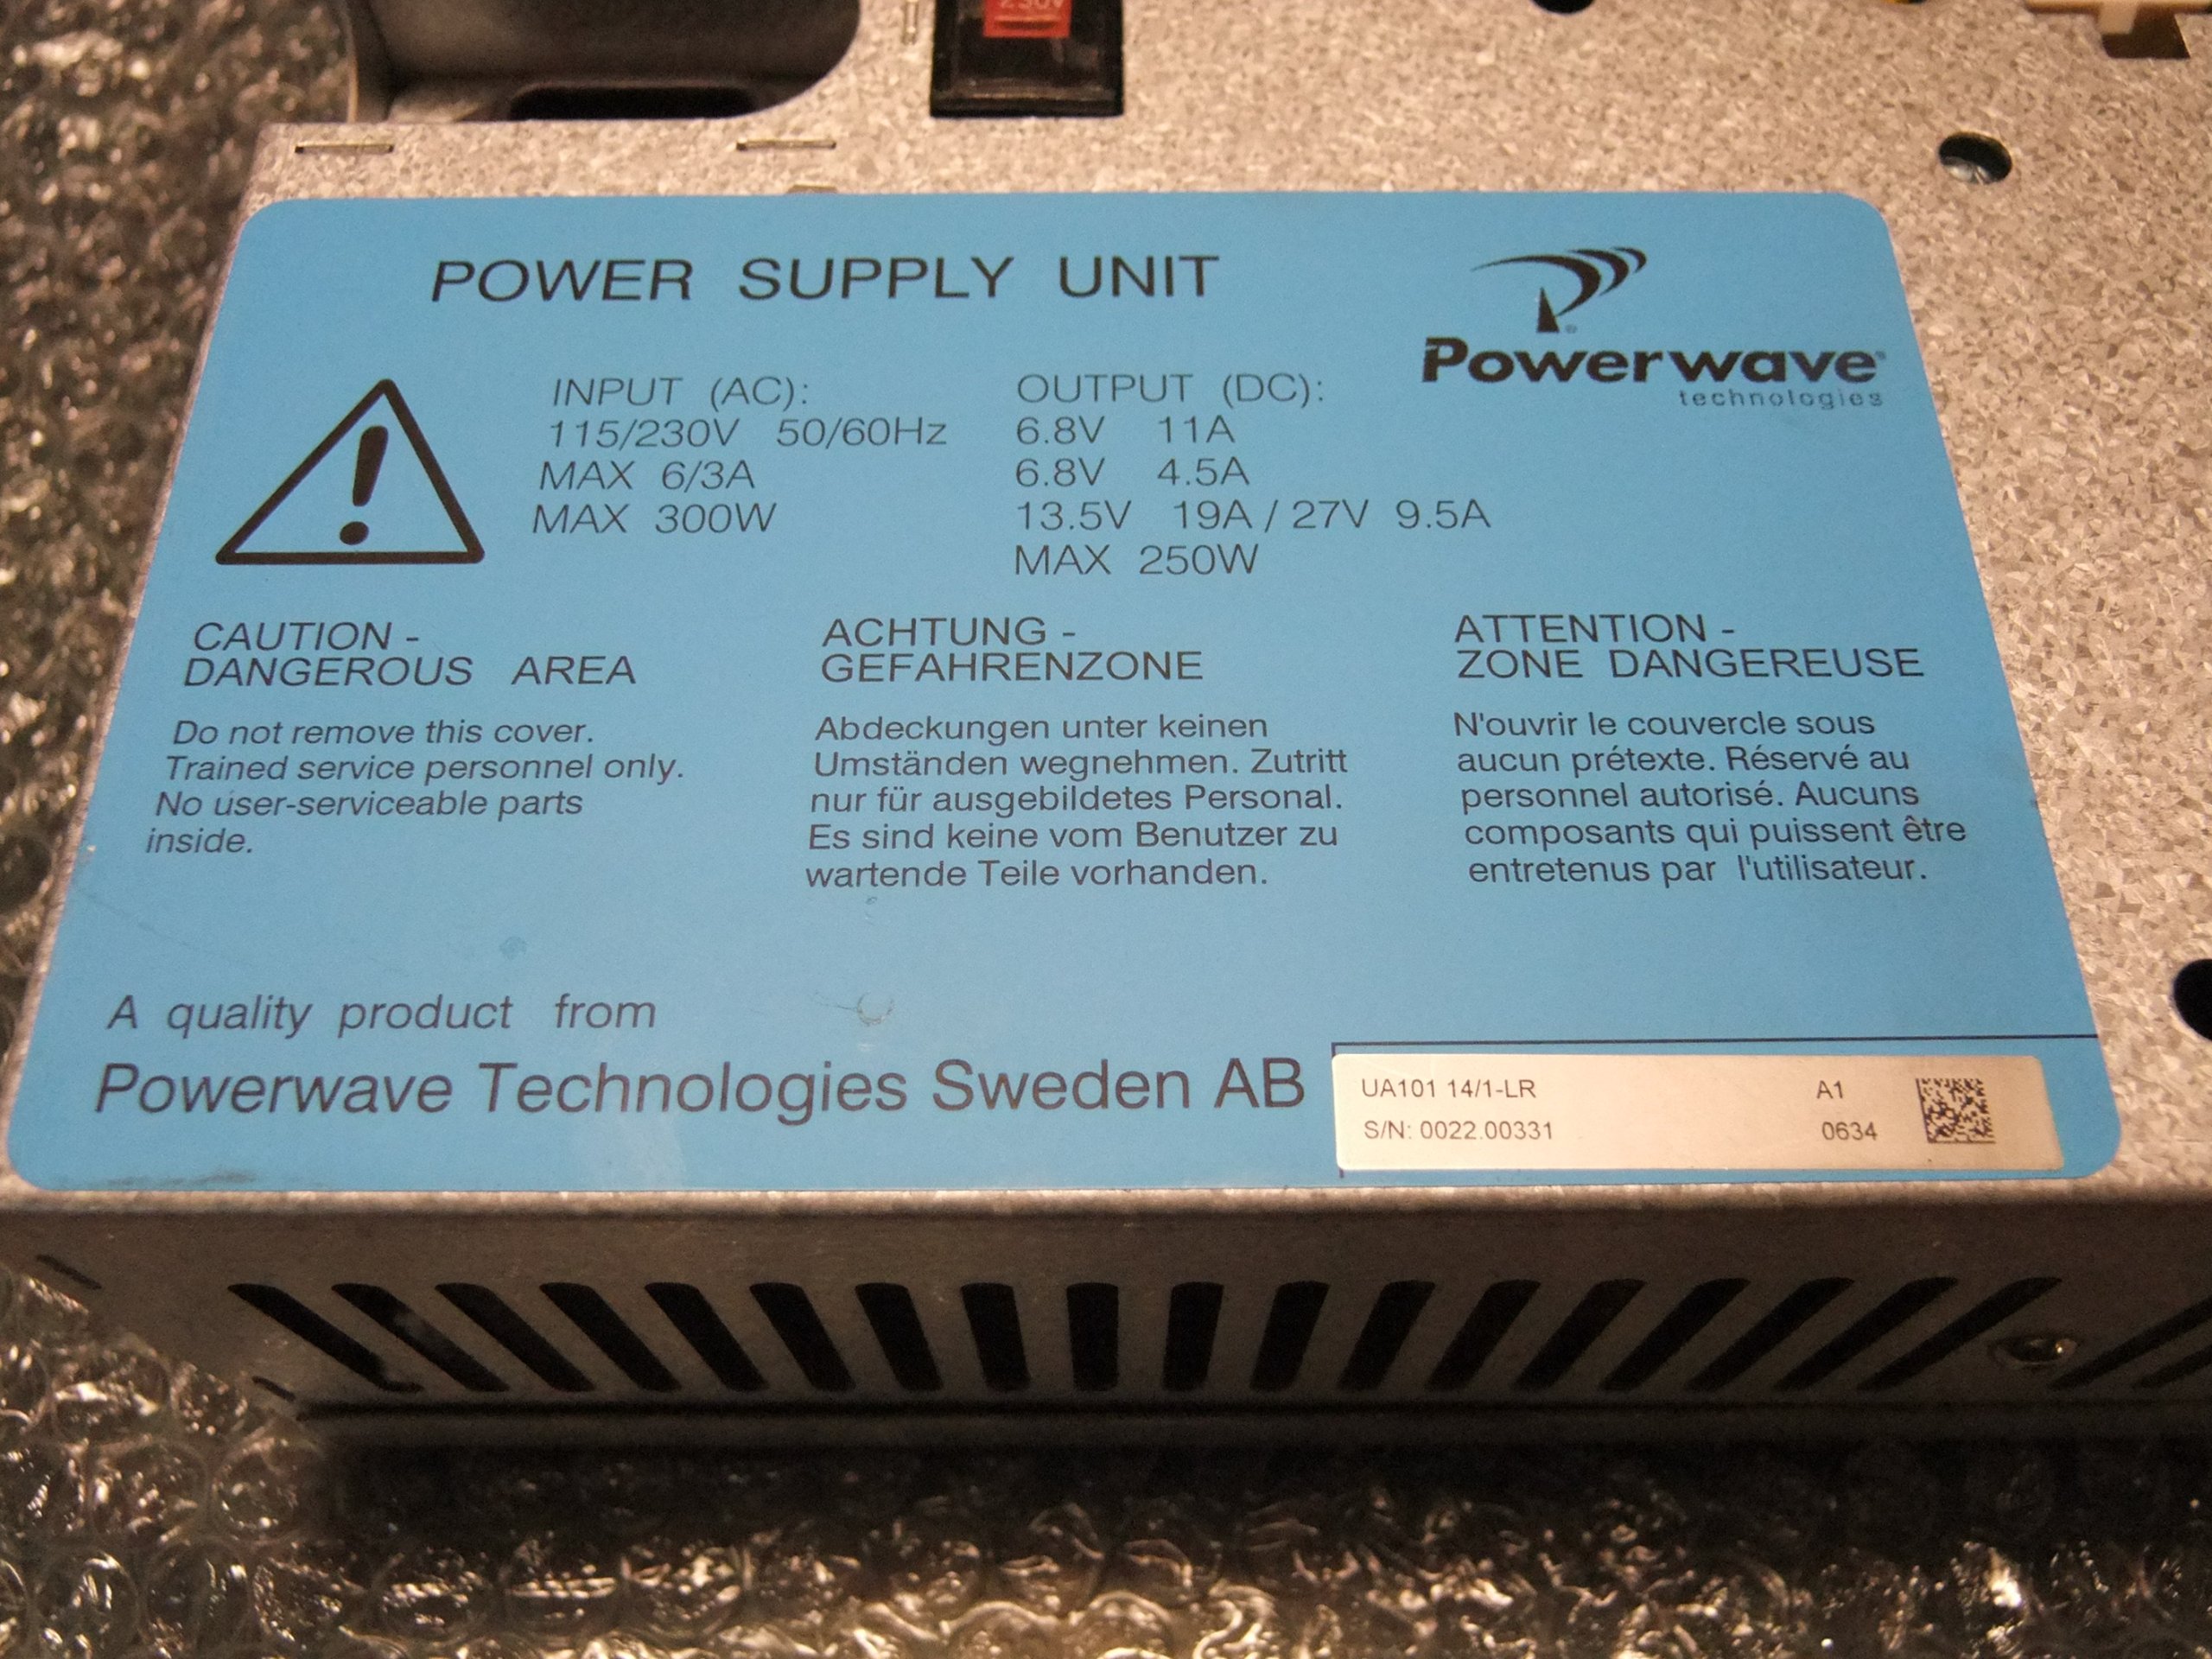 230V
POWER SUPPLY UNIT
Powerwave®
technologies
INPUT (AC):
115/230V 50/60Hz
MAX 6/3A
MAX 300W
OUTPUT (DC):
6.8V 11A
6.8V 4.5A
13.5V 19A / 27V 9.5A
MAX 250W
CAUTION -
DANGEROUS AREA
Do not remove this cover.
Trained service personnel only.
No user-serviceable parts
inside.
ACHTUNG -
GEFAHRENZONE
Abdeckungen unter keinen
Umständen wegnehmen. Zutritt
nur für ausgebildetes Personal.
Es sind keine vom Benutzer zu
wartende Teile vorhanden.
ATTENTION -
ZONE DANGEREUSE
N'ouvrir le couvercle sous
aucun prétexte. Réservé au
personnel autorisé. Aucuns
composants qui puissent être
entretenus par l'utilisateur.
A quality product from
Powerwave Technologies Sweden AB
UA101 14/1-LR A1
S/N: 0022.00331 0634